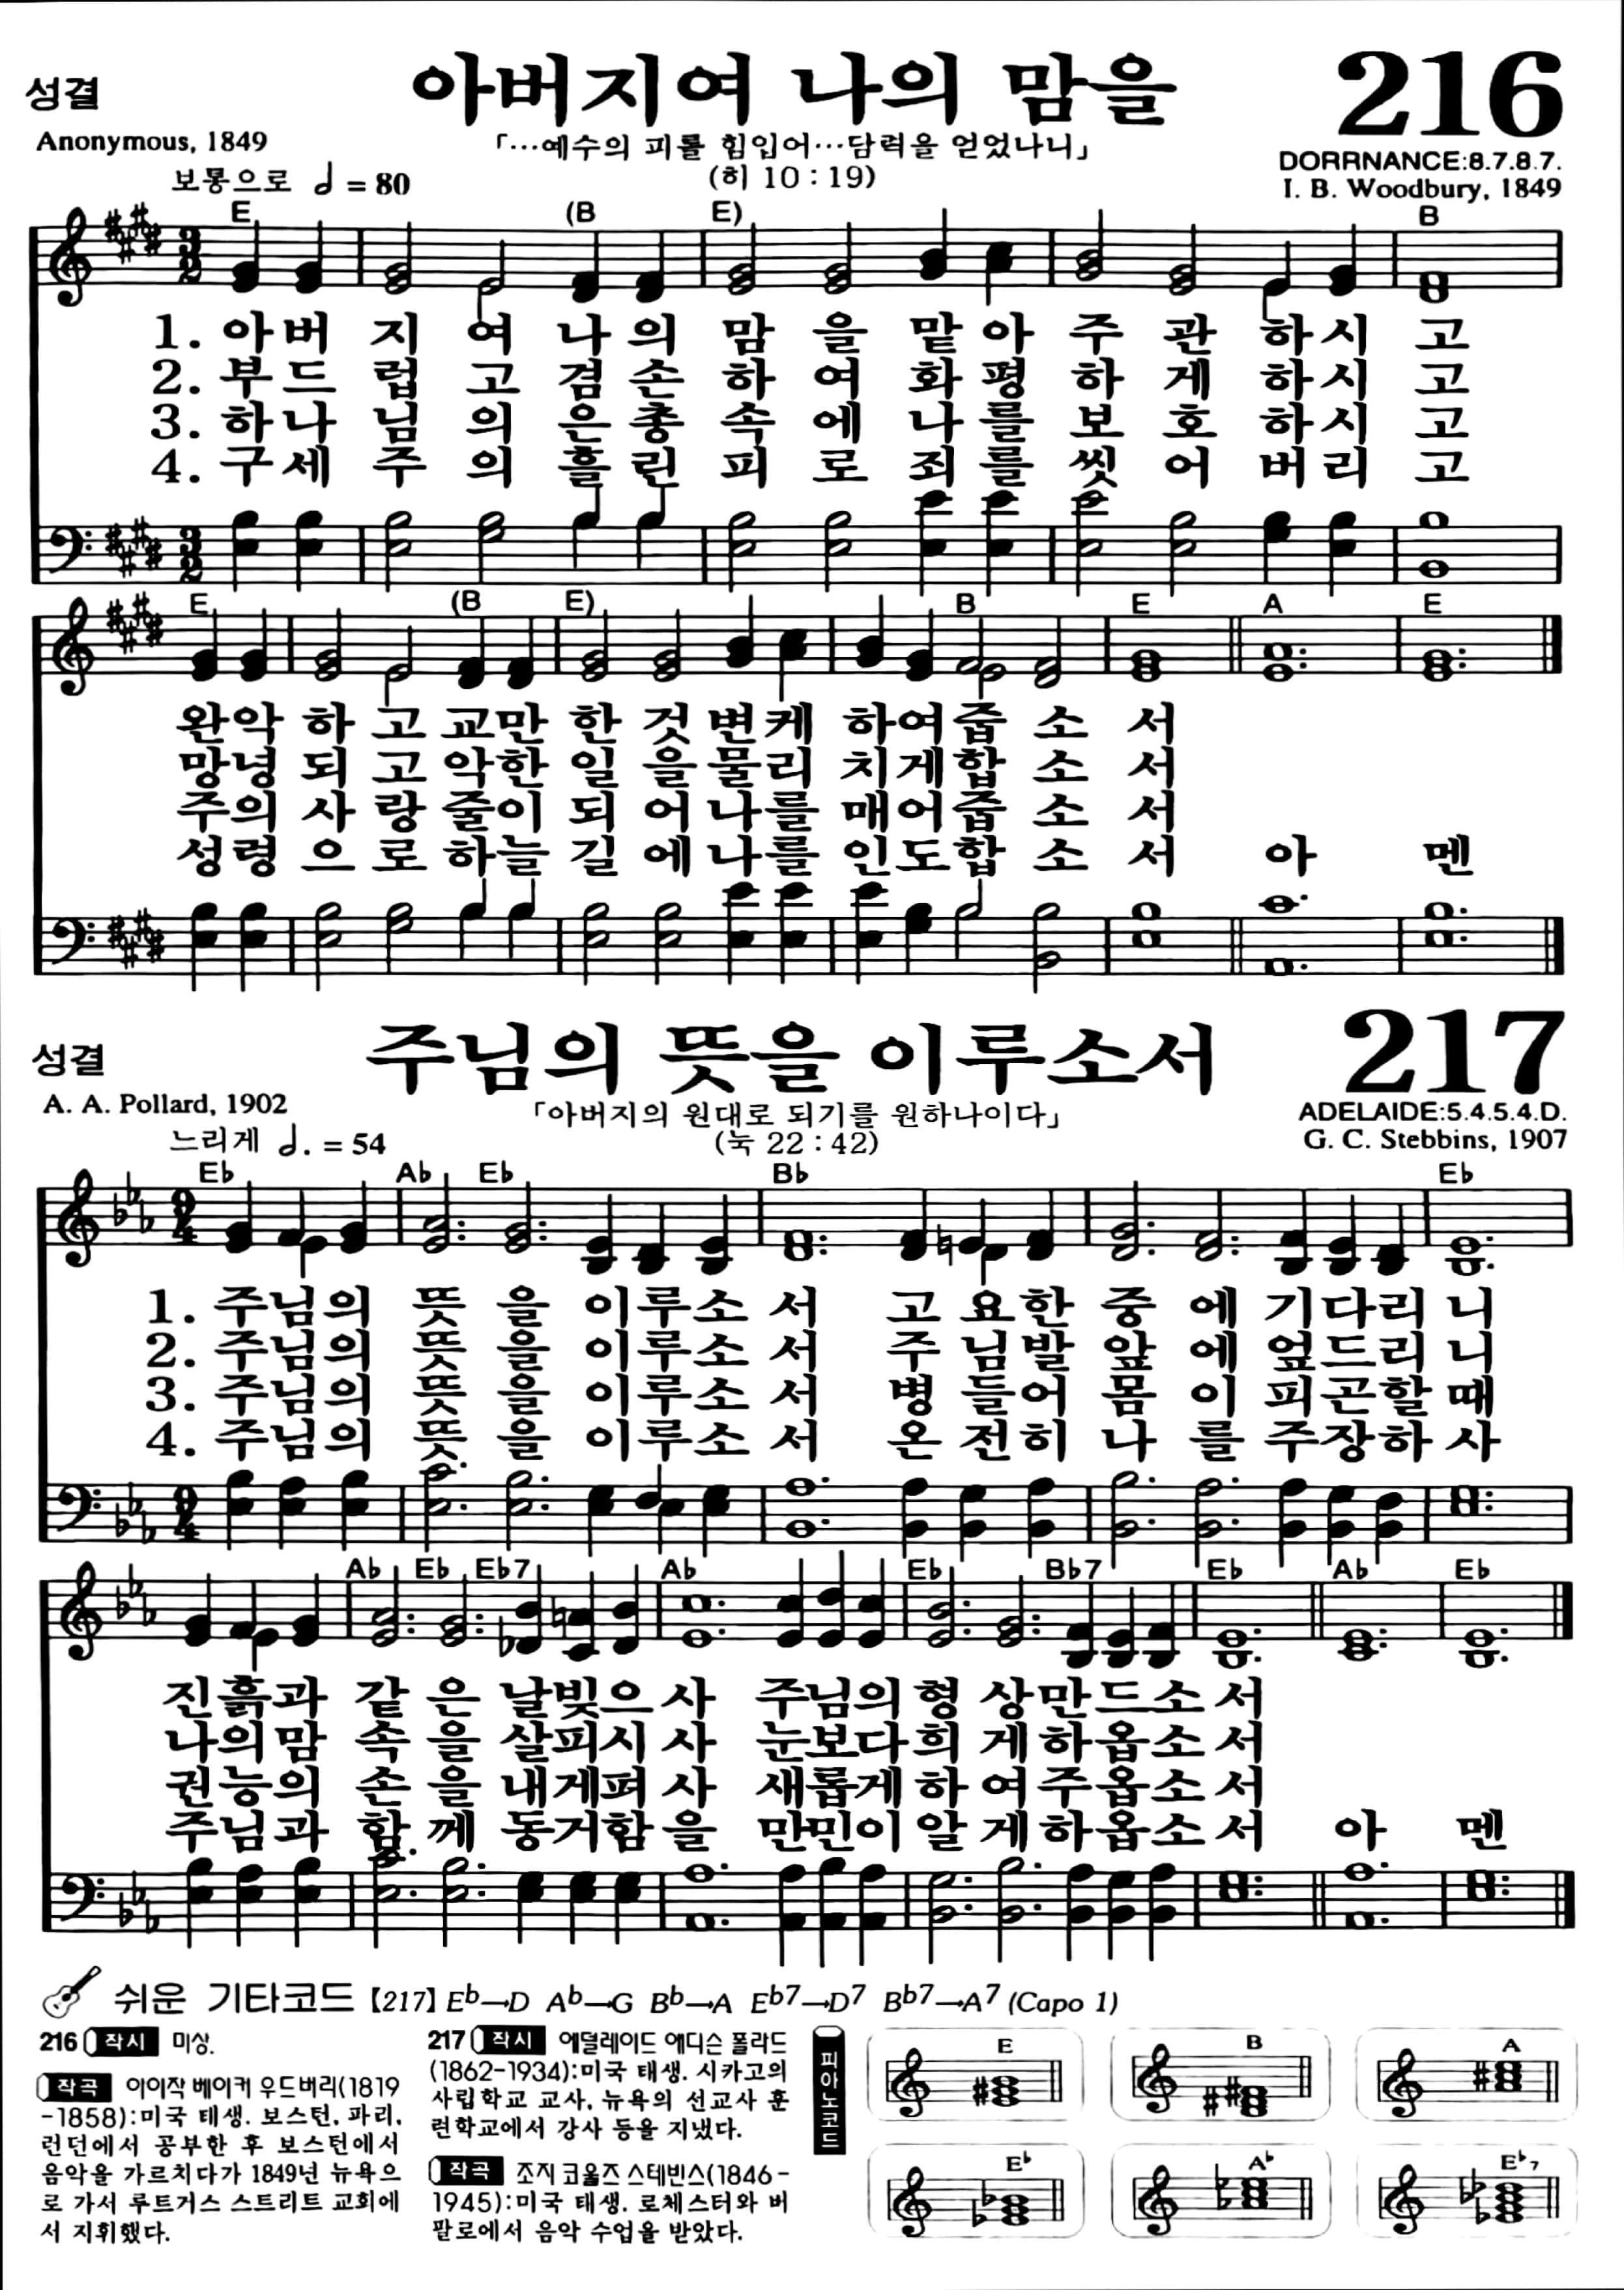 성결
아버지여 나의 맘을
216
Anonymous, 1849
「…예수의 피를 힘입어…담력을 얻었나니」
(히 10 : 19)
DORRNANCE:8.7.8.7.
I. B. Woodbury, 1849
보통으로 𝅗𝅥 = 80
E (B E) B
1. 아버 지 여 나의 맘 을 맡아 주 관 하시 고
2. 부드 럽 고 겸손 하 여 화평 하 게 하시 고
3. 하나 님 의 은총 속 에 나를 보 호 하시 고
4. 구세 주 의 흘린 피 로 죄를 씻 어 버리 고
E (B E) B E A E
완악 하 고 교만 한 것 변케 하여줍 소 서
망녕 되 고 악한 일 을 물리 치게합 소 서
주의 사 랑 줄이 되 어 나를 매어줍 소 서
성령 으 로 하늘 길 에 나를 인도합 소 서 아 멘
성결
주님의 뜻을 이루소서
217
A. A. Pollard, 1902
「아버지의 원대로 되기를 원하나이다」
(눅 22 : 42)
ADELAIDE:5.4.5.4.D.
G. C. Stebbins, 1907
느리게 𝅗𝅥. = 54
E♭ A♭ E♭ B♭ E♭
1. 주님의 뜻 을 이루소 서 고 요한 중 에 기다리 니
2. 주님의 뜻 을 이루소 서 주 님발 앞 에 엎드리 니
3. 주님의 뜻 을 이루소 서 병 들어 몸 이 피곤할 때
4. 주님의 뜻 을 이루소 서 온 전히 나 를 주장하 사
A♭ E♭ E♭7 A♭ E♭ B♭7 E♭ A♭ E♭
진흙과 같 은 날빚으 사 주님의 형 상만드소 서
나의맘 속 을 살피시 사 눈보다희 게하옵소 서
권능의 손 을 내게펴 사 새롭게 하 여주옵소 서
주님과 함 께 동거함 을 만민이 알 게하옵소 서 아 멘
쉬운 기타코드 【217】 E♭→D A♭→G B♭→A E♭7→D7 B♭7→A7 (Capo 1)
216 작시 미상.
작곡 아이작 베이커 우드버리(1819
-1858):미국 태생. 보스턴, 파리,
런던에서 공부한 후 보스턴에서
음악을 가르치다가 1849년 뉴욕으
로 가서 루트거스 스트리트 교회에
서 지휘했다.
217 작시 에덜레이드 에디슨 폴라드
(1862-1934):미국 태생. 시카고의
사립학교 교사, 뉴욕의 선교사 훈
련학교에서 강사 등을 지냈다.
작곡 조지 코울즈 스테빈스(1846-
1945):미국 태생. 로체스터와 버
팔로에서 음악 수업을 받았다.
피아노코드
E B A
E♭ A♭ E♭7